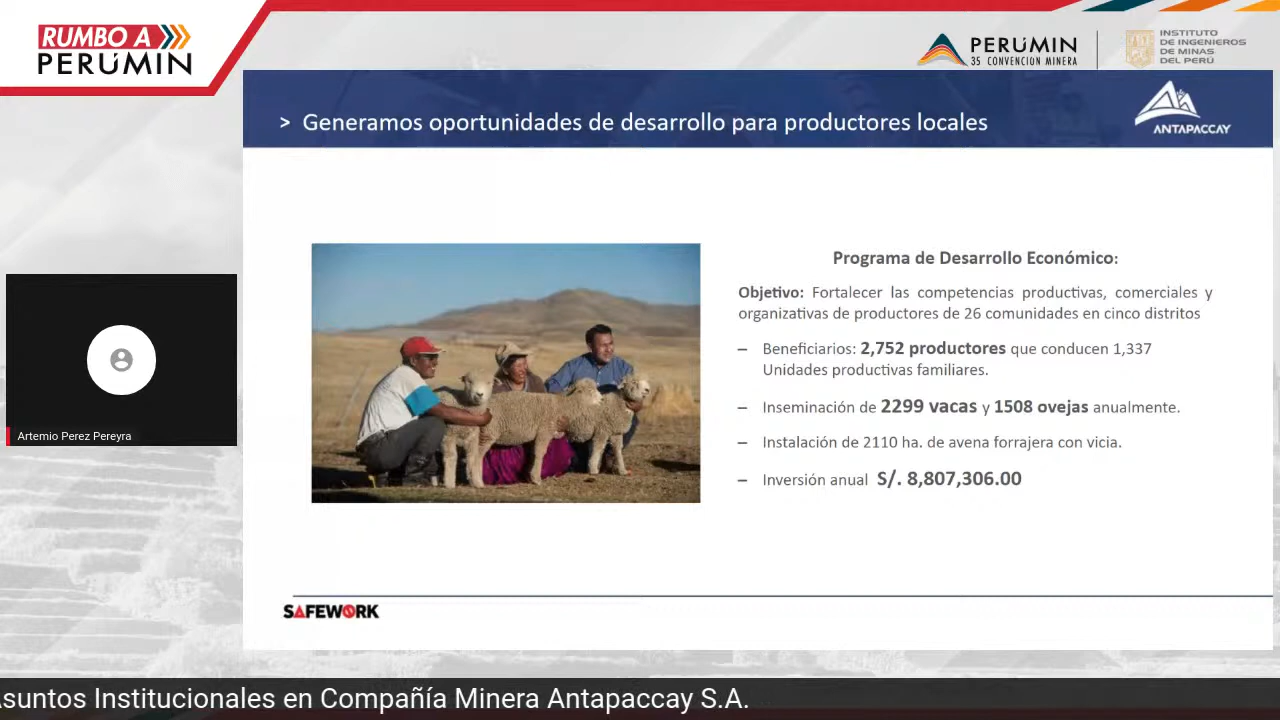 RUMBO A
PERÚMIN
PERÚMIN
35 CONVENCIÓN MINERA
INSTITUTO
DE INGENIEROS
DE MINAS
DEL PERÚ
> Generamos oportunidades de desarrollo para productores locales
ANTAPACCAY
Programa de Desarrollo Económico:
Objetivo: Fortalecer las competencias productivas, comerciales y
organizativas de productores de 26 comunidades en cinco distritos
– Beneficiarios: 2,752 productores que conducen 1,337
Unidades productivas familiares.
– Inseminación de 2299 vacas y 1508 ovejas anualmente.
– Instalación de 2110 ha. de avena forrajera con vicia.
– Inversión anual S/. 8,807,306.00
Artemio Perez Pereyra
SAFEWORK
Asuntos Institucionales en Compañía Minera Antapaccay S.A.